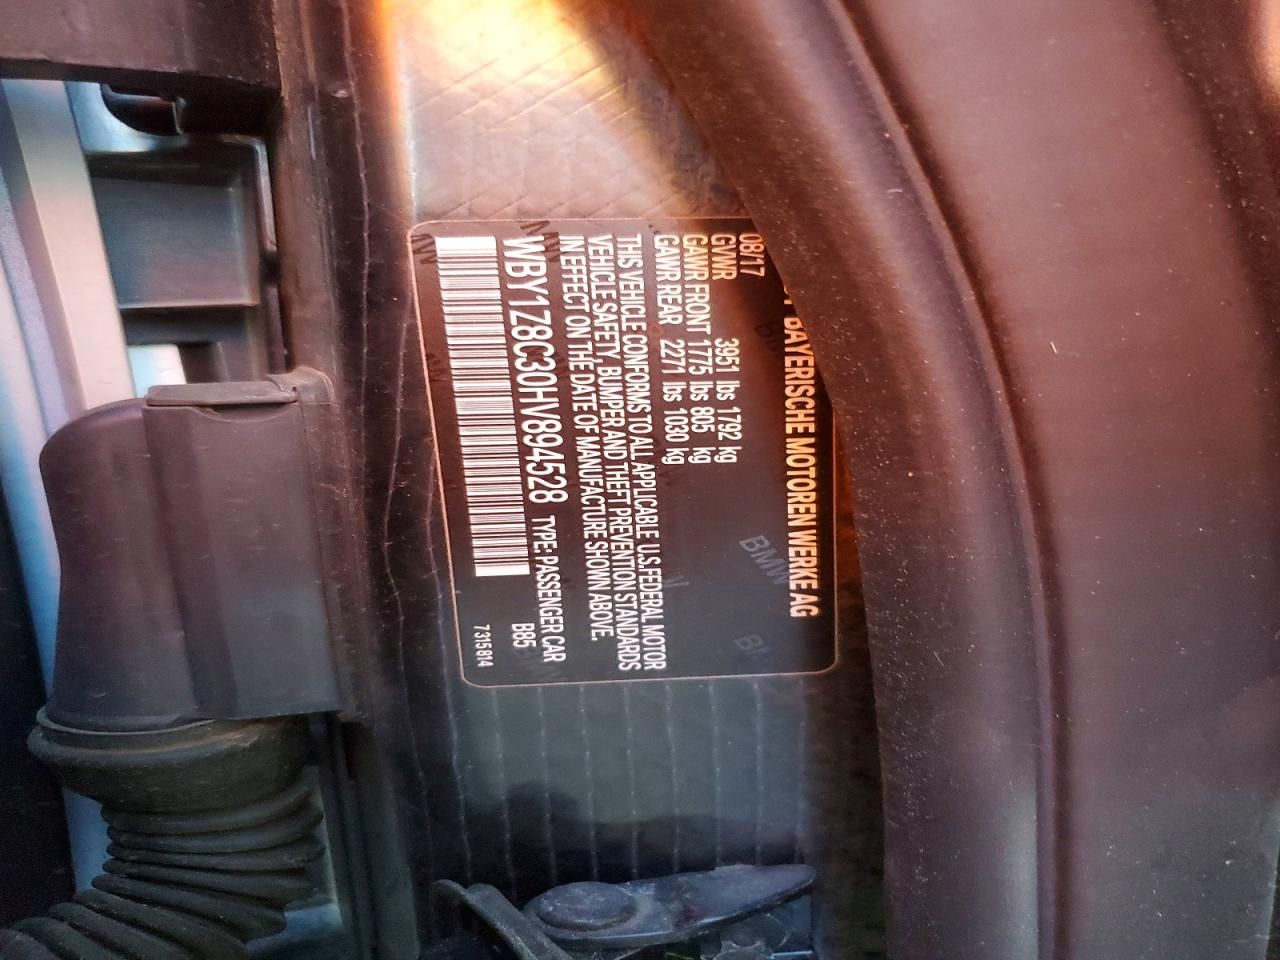 BAYERISCHE MOTOREN WERKE AG
08/17
GVWR 3951 lbs 1792 kg
GAWR FRONT 1775 lbs 805 kg
GAWR REAR 2271 lbs 1030 kg
THIS VEHICLE CONFORMS TO ALL APPLICABLE U.S.FEDERAL MOTOR
VEHICLE SAFETY, BUMPER AND THEFT PREVENTION STANDARDS
IN EFFECT ON THE DATE OF MANUFACTURE SHOWN ABOVE.
WBY1Z8C30HV894528 TYPE: PASSENGER CAR
B85
7315814
BMW